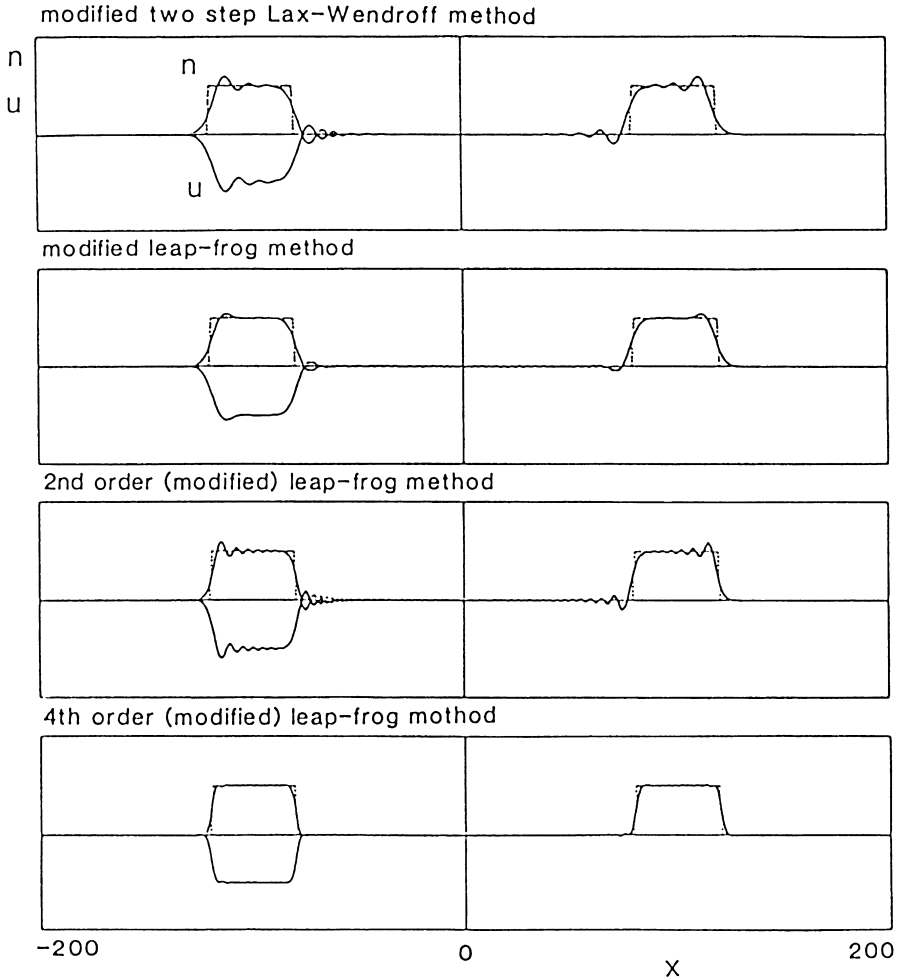 modified two step Lax-Wendroff method
n
u
n
u
modified leap-frog method
2nd order (modified) leap-frog method
4th order (modified) leap-frog mothod
-200
0
200
X